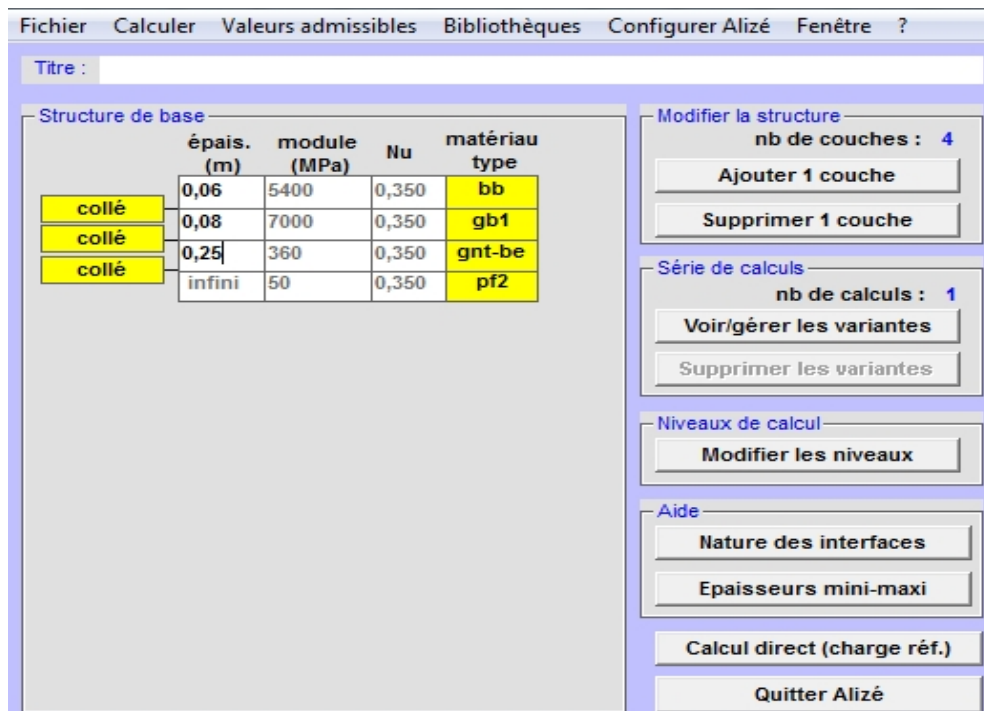 Fichier Calculer Valeurs admissibles Bibliothèques Configurer Alizé Fenêtre ?
Titre :
Structure de base
épais. (m) module (MPa) Nu matériau type
0,06 5400 0,350 bb
collé
0,08 7000 0,350 gb1
collé
0,25 360 0,350 gnt-be
collé
infini 50 0,350 pf2
Modifier la structure
nb de couches : 4
Ajouter 1 couche
Supprimer 1 couche
Série de calculs
nb de calculs : 1
Voir/gérer les variantes
Supprimer les variantes
Niveaux de calcul
Modifier les niveaux
Aide
Nature des interfaces
Epaisseurs mini-maxi
Calcul direct (charge réf.)
Quitter Alizé